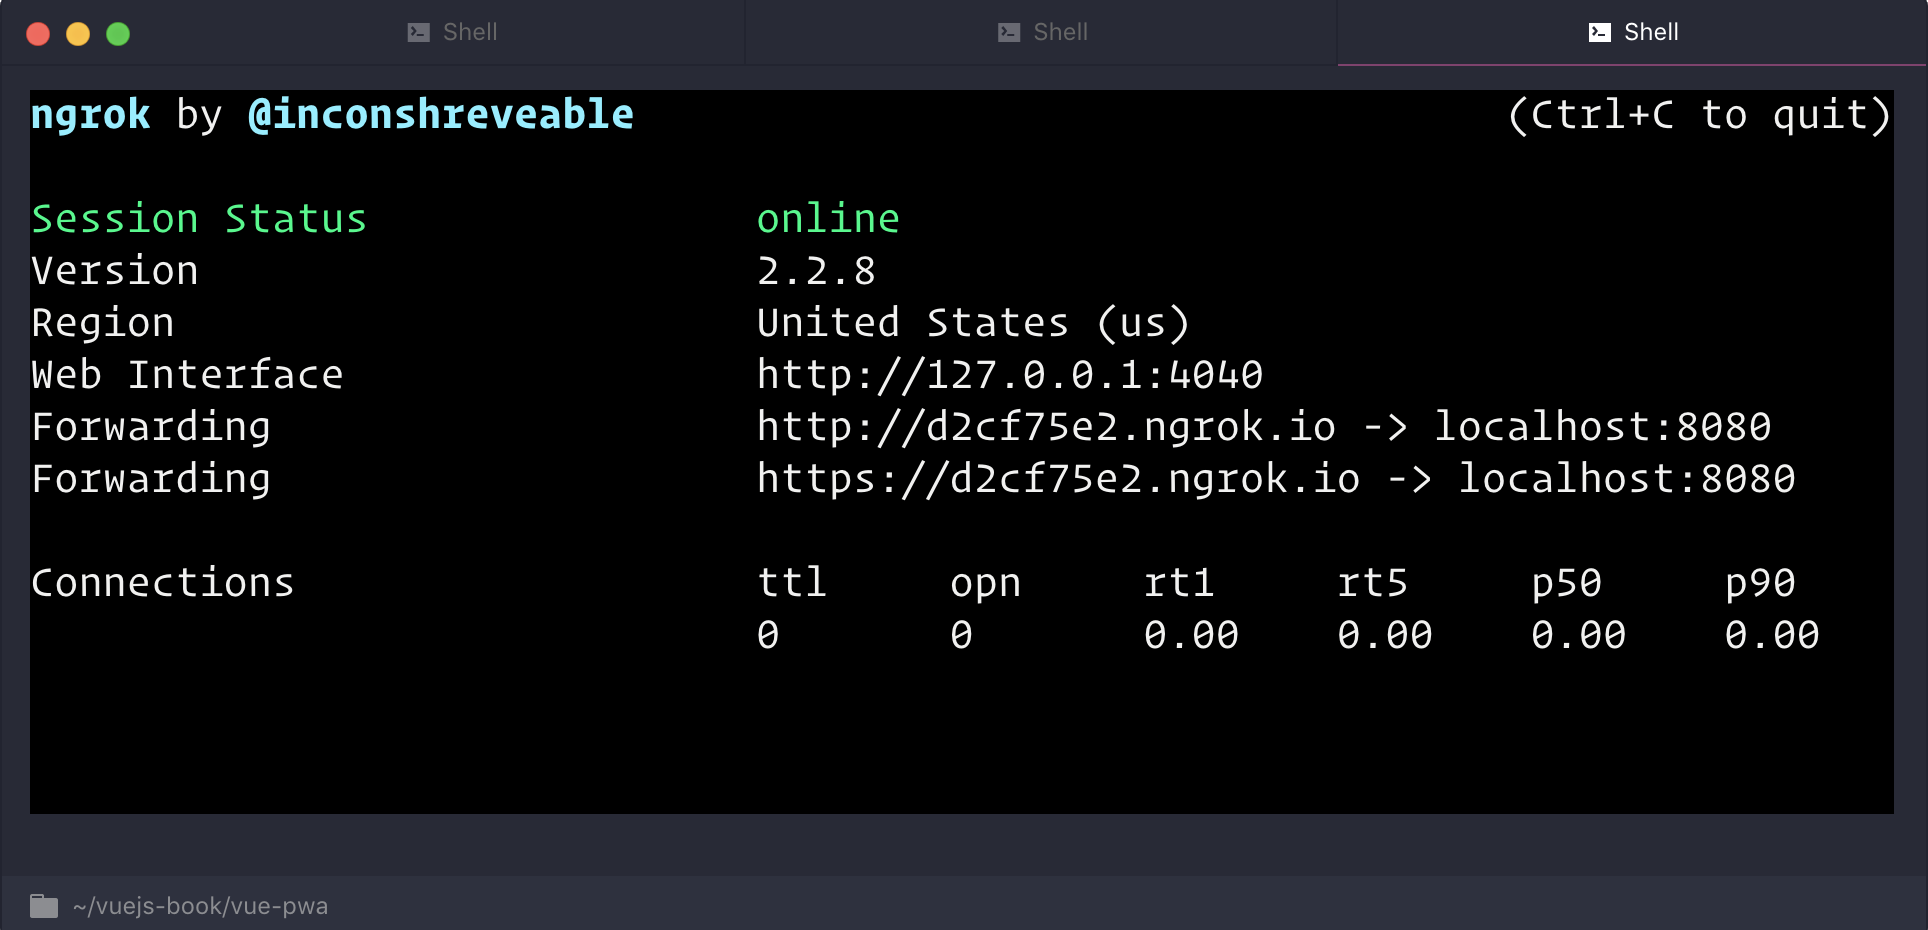 Shell Shell Shell
ngrok by @inconshreveable (Ctrl+C to quit)
Session Status online
Version 2.2.8
Region United States (us)
Web Interface http://127.0.0.1:4040
Forwarding http://d2cf75e2.ngrok.io -> localhost:8080
Forwarding https://d2cf75e2.ngrok.io -> localhost:8080
Connections ttl opn rt1 rt5 p50 p90
0 0 0.00 0.00 0.00 0.00
~/vuejs-book/vue-pwa